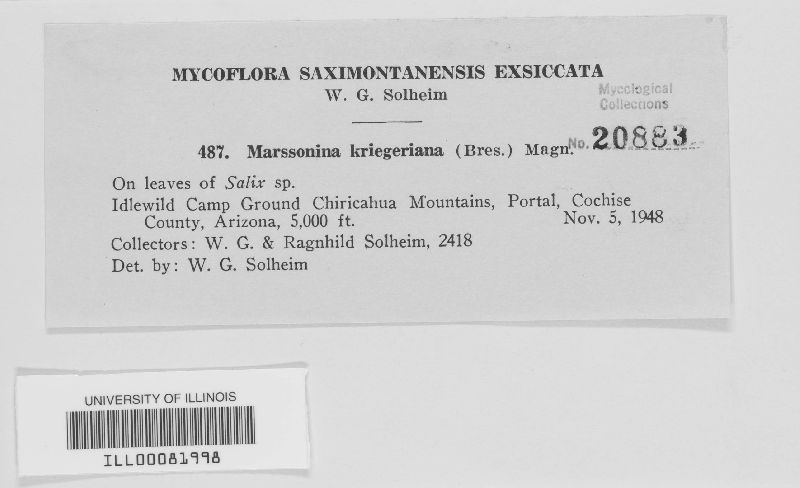 MYCOFLORA SAXIMONTANENSIS EXSICCATA
W. G. Solheim
Mycological
Collections
No. 20883
487. Marssonina kriegeriana (Bres.) Magn.
On leaves of Salix sp.
Idlewild Camp Ground Chiricahua Mountains, Portal, Cochise
County, Arizona, 5,000 ft. Nov. 5, 1948
Collectors: W. G. & Ragnhild Solheim, 2418
Det. by: W. G. Solheim
UNIVERSITY OF ILLINOIS
ILL00081998